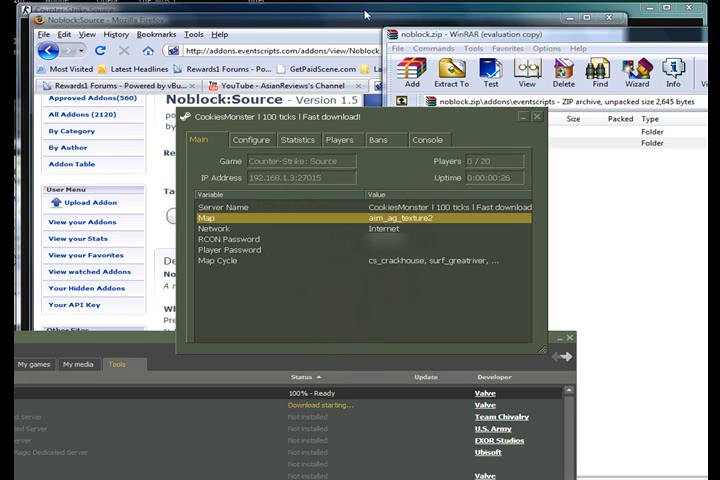 Counter-Strike Source
Noblock:Source - Mozilla Firefox
File Edit View History Bookmarks Tools
http://addons.eventscripts.com/addons/view/Noblock
Most Visited Latest Headlines Rewards1 Fo... GetPaidScene.com
Rewards1 Forums - Powered by vBu... YouTube - AsianReviews's Channel
noblock.zip - WinRAR (evaluation copy)
File Commands Tools Favorites Options Help
Add Extract To Test View Delete Find Wizard Info
noblock.zip\addons\eventscripts - ZIP archive, unpacked size 2,645 bytes
Size Packed Type
Folder
Folder
Approved Addons(560)
All Addons (2120)
By Category
By Author
Addon Table
User Menu
Upload Addon
View your Addons
View your Stats
View your Favorites
View watched Addons
Your Hidden Addons
Your API Key
Other Sites
Noblock:Source - Version 1.5
CookiesMonster | 100 ticks | Fast download!
Main Configure Statistics Players Bans Console
Game Counter-Strike: Source Players 0 / 20
IP Address 192.168.1.3:27015 Uptime 0:00:00:26
Variable Value
Server Name CookiesMonster | 100 ticks | Fast download
Map aim_ag_texture2
Network Internet
RCON Password
Player Password
Map Cycle cs_crackhouse, surf_greatriver, ...
My games My media Tools
Status Update Developer
100% - Ready Valve
Download starting... Valve
Not installed Team Chivalry
Not installed U.S. Army
Not installed EXOR Studios
Magic Dedicated Server Not installed Ubisoft
Not installed
Not installed Valve